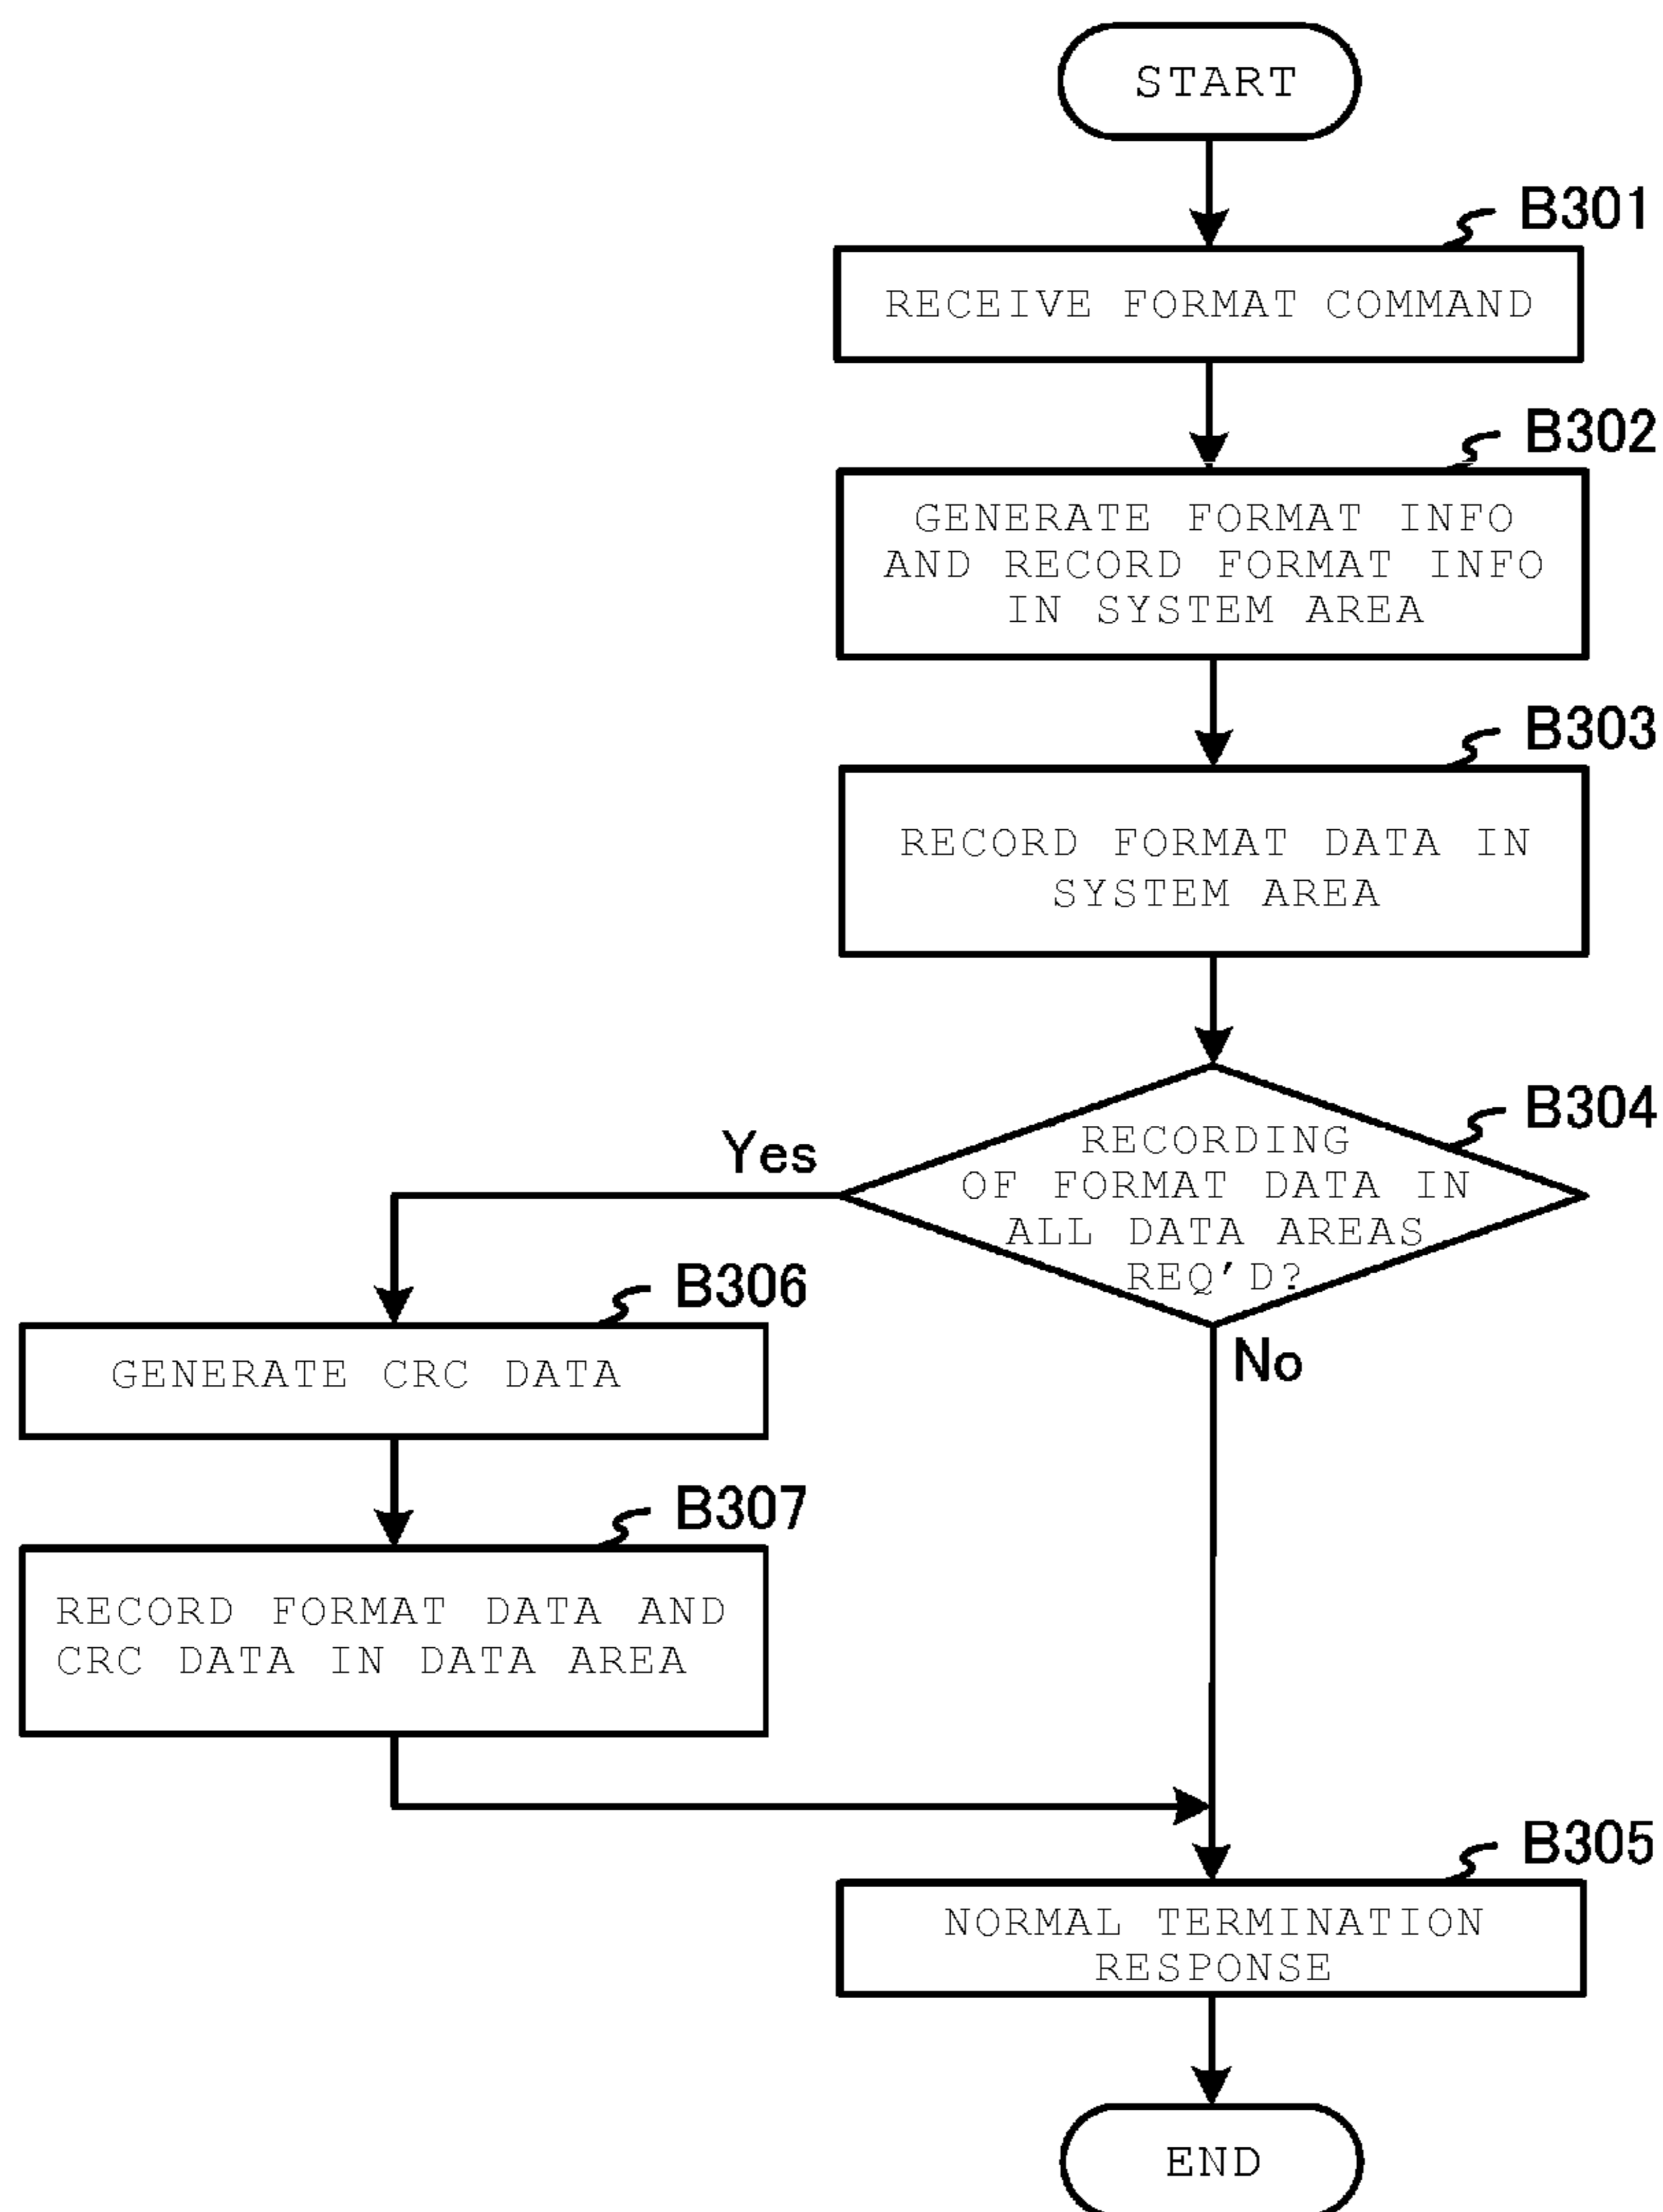 START
B301
RECEIVE FORMAT COMMAND
B302
GENERATE FORMAT INFO
AND RECORD FORMAT INFO
IN SYSTEM AREA
B303
RECORD FORMAT DATA IN
SYSTEM AREA
B304
RECORDING
OF FORMAT DATA IN
ALL DATA AREAS
REQ'D?
Yes
No
B306
GENERATE CRC DATA
B307
RECORD FORMAT DATA AND
CRC DATA IN DATA AREA
B305
NORMAL TERMINATION
RESPONSE
END